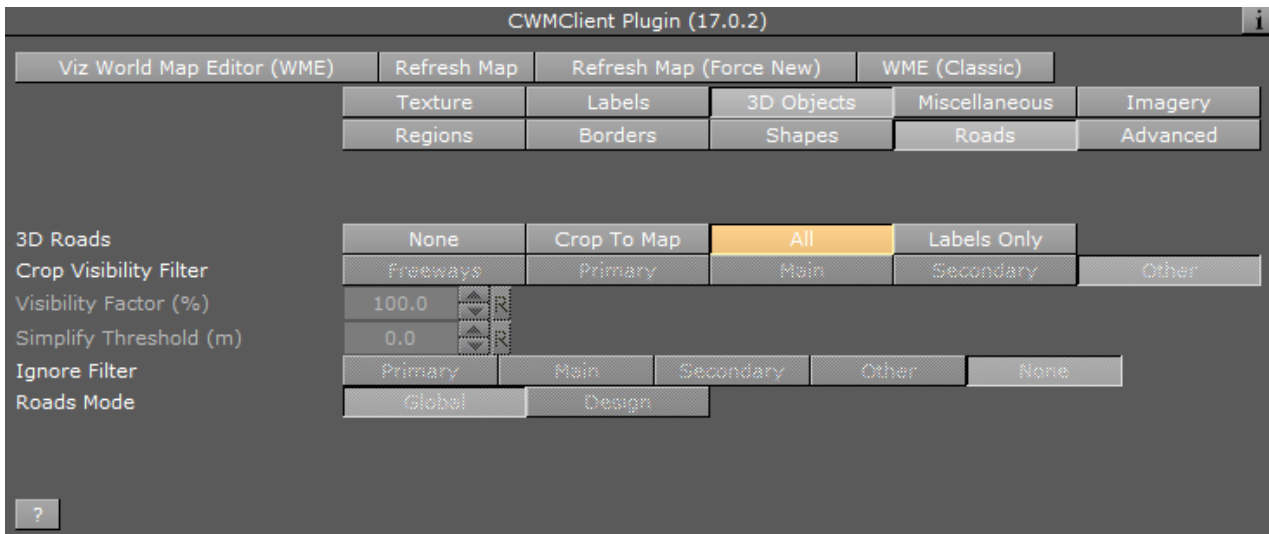 CWMClient Plugin (17.0.2) i
Viz World Map Editor (WME) Refresh Map Refresh Map (Force New) WME (Classic)
Texture Labels 3D Objects Miscellaneous Imagery
Regions Borders Shapes Roads Advanced
3D Roads None Crop To Map All Labels Only
Crop Visibility Filter Freeways Primary Main Secondary Other
Visibility Factor (%) 100.0 R
Simplify Threshold (m) 0.0 R
Ignore Filter Primary Main Secondary Other None
Roads Mode Global Design
?